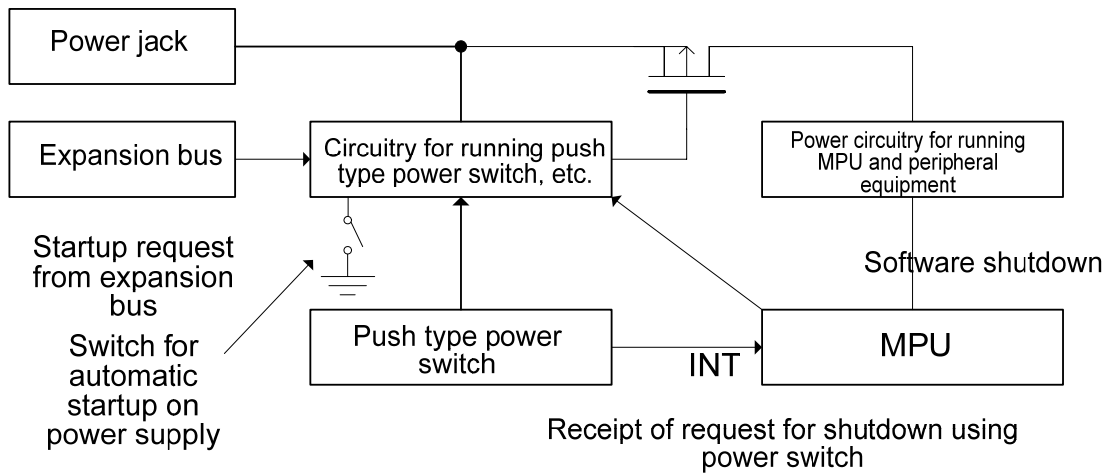 Power jack
Expansion bus
Circuitry for running push
type power switch, etc.
Power circuitry for running
MPU and peripheral
equipment
Startup request
from expansion
bus
Software shutdown
Switch for
automatic
startup on
power supply
Push type power
switch
INT
MPU
Receipt of request for shutdown using
power switch